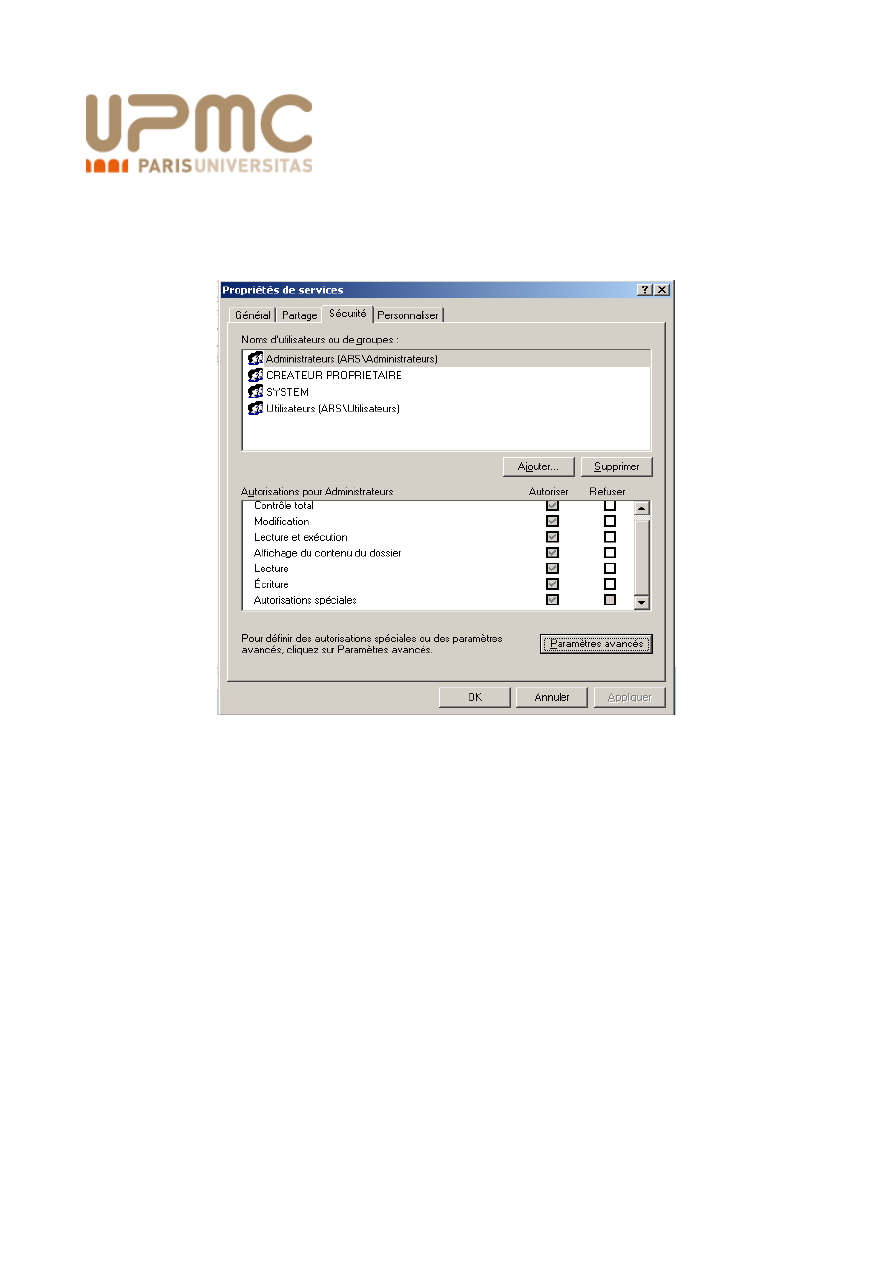 UPMC
PARISUNIVERSITAS
Propriétés de services
Général Partage Sécurité Personnaliser
Noms d'utilisateurs ou de groupes :
Administrateurs (ARS\Administrateurs)
CREATEUR PROPRIETAIRE
SYSTEM
Utilisateurs (ARS\Utilisateurs)
Ajouter... Supprimer
Autorisations pour Administrateurs Autoriser Refuser
Contrôle total
Modification
Lecture et exécution
Affichage du contenu du dossier
Lecture
Écriture
Autorisations spéciales
Pour définir des autorisations spéciales ou des paramètres
avancés, cliquez sur Paramètres avancés.
Paramètres avancés
OK Annuler Appliquer